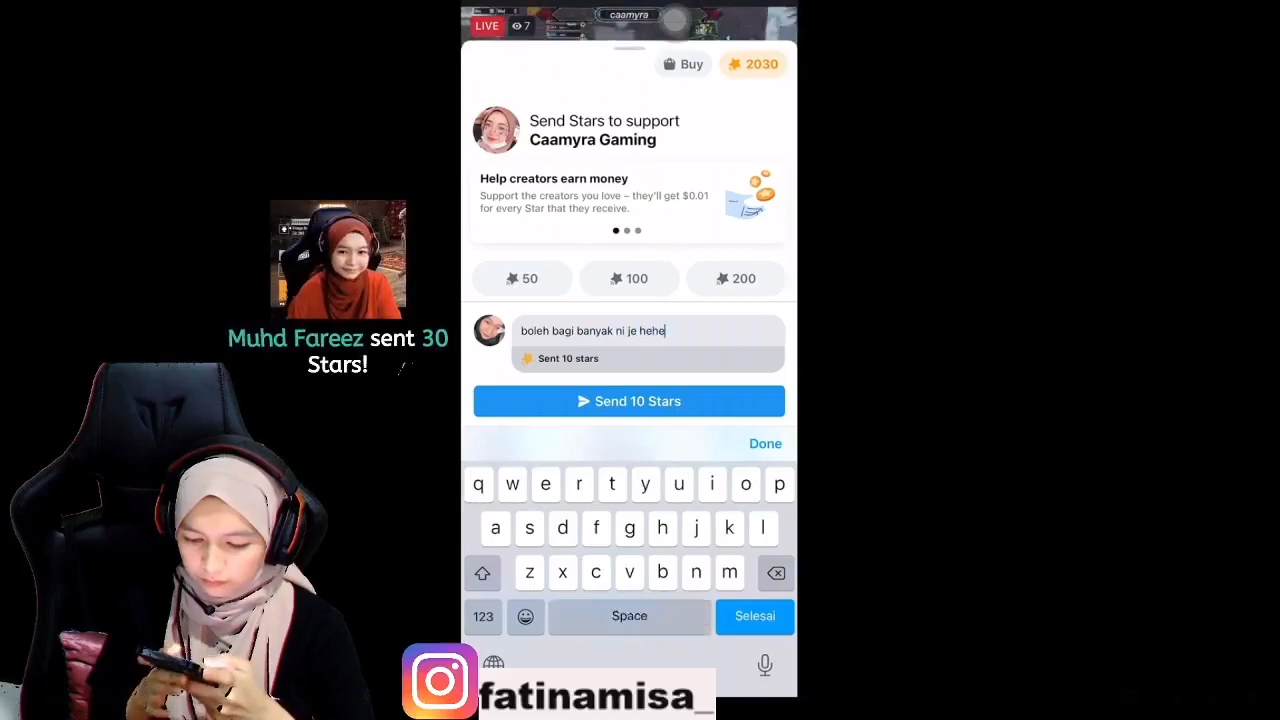 caamyra
LIVE 7
Buy 2030
Send Stars to support
Caamyra Gaming
Help creators earn money
Support the creators you love – they'll get $0.01
for every Star that they receive.
50 100 200
boleh bagi banyak ni je hehe
Sent 10 stars
Send 10 Stars
Done
q w e r t y u i o p
a s d f g h j k l
z x c v b n m
123 Space Selesai
Muhd Fareez sent 30
Stars!
fatinamisa_